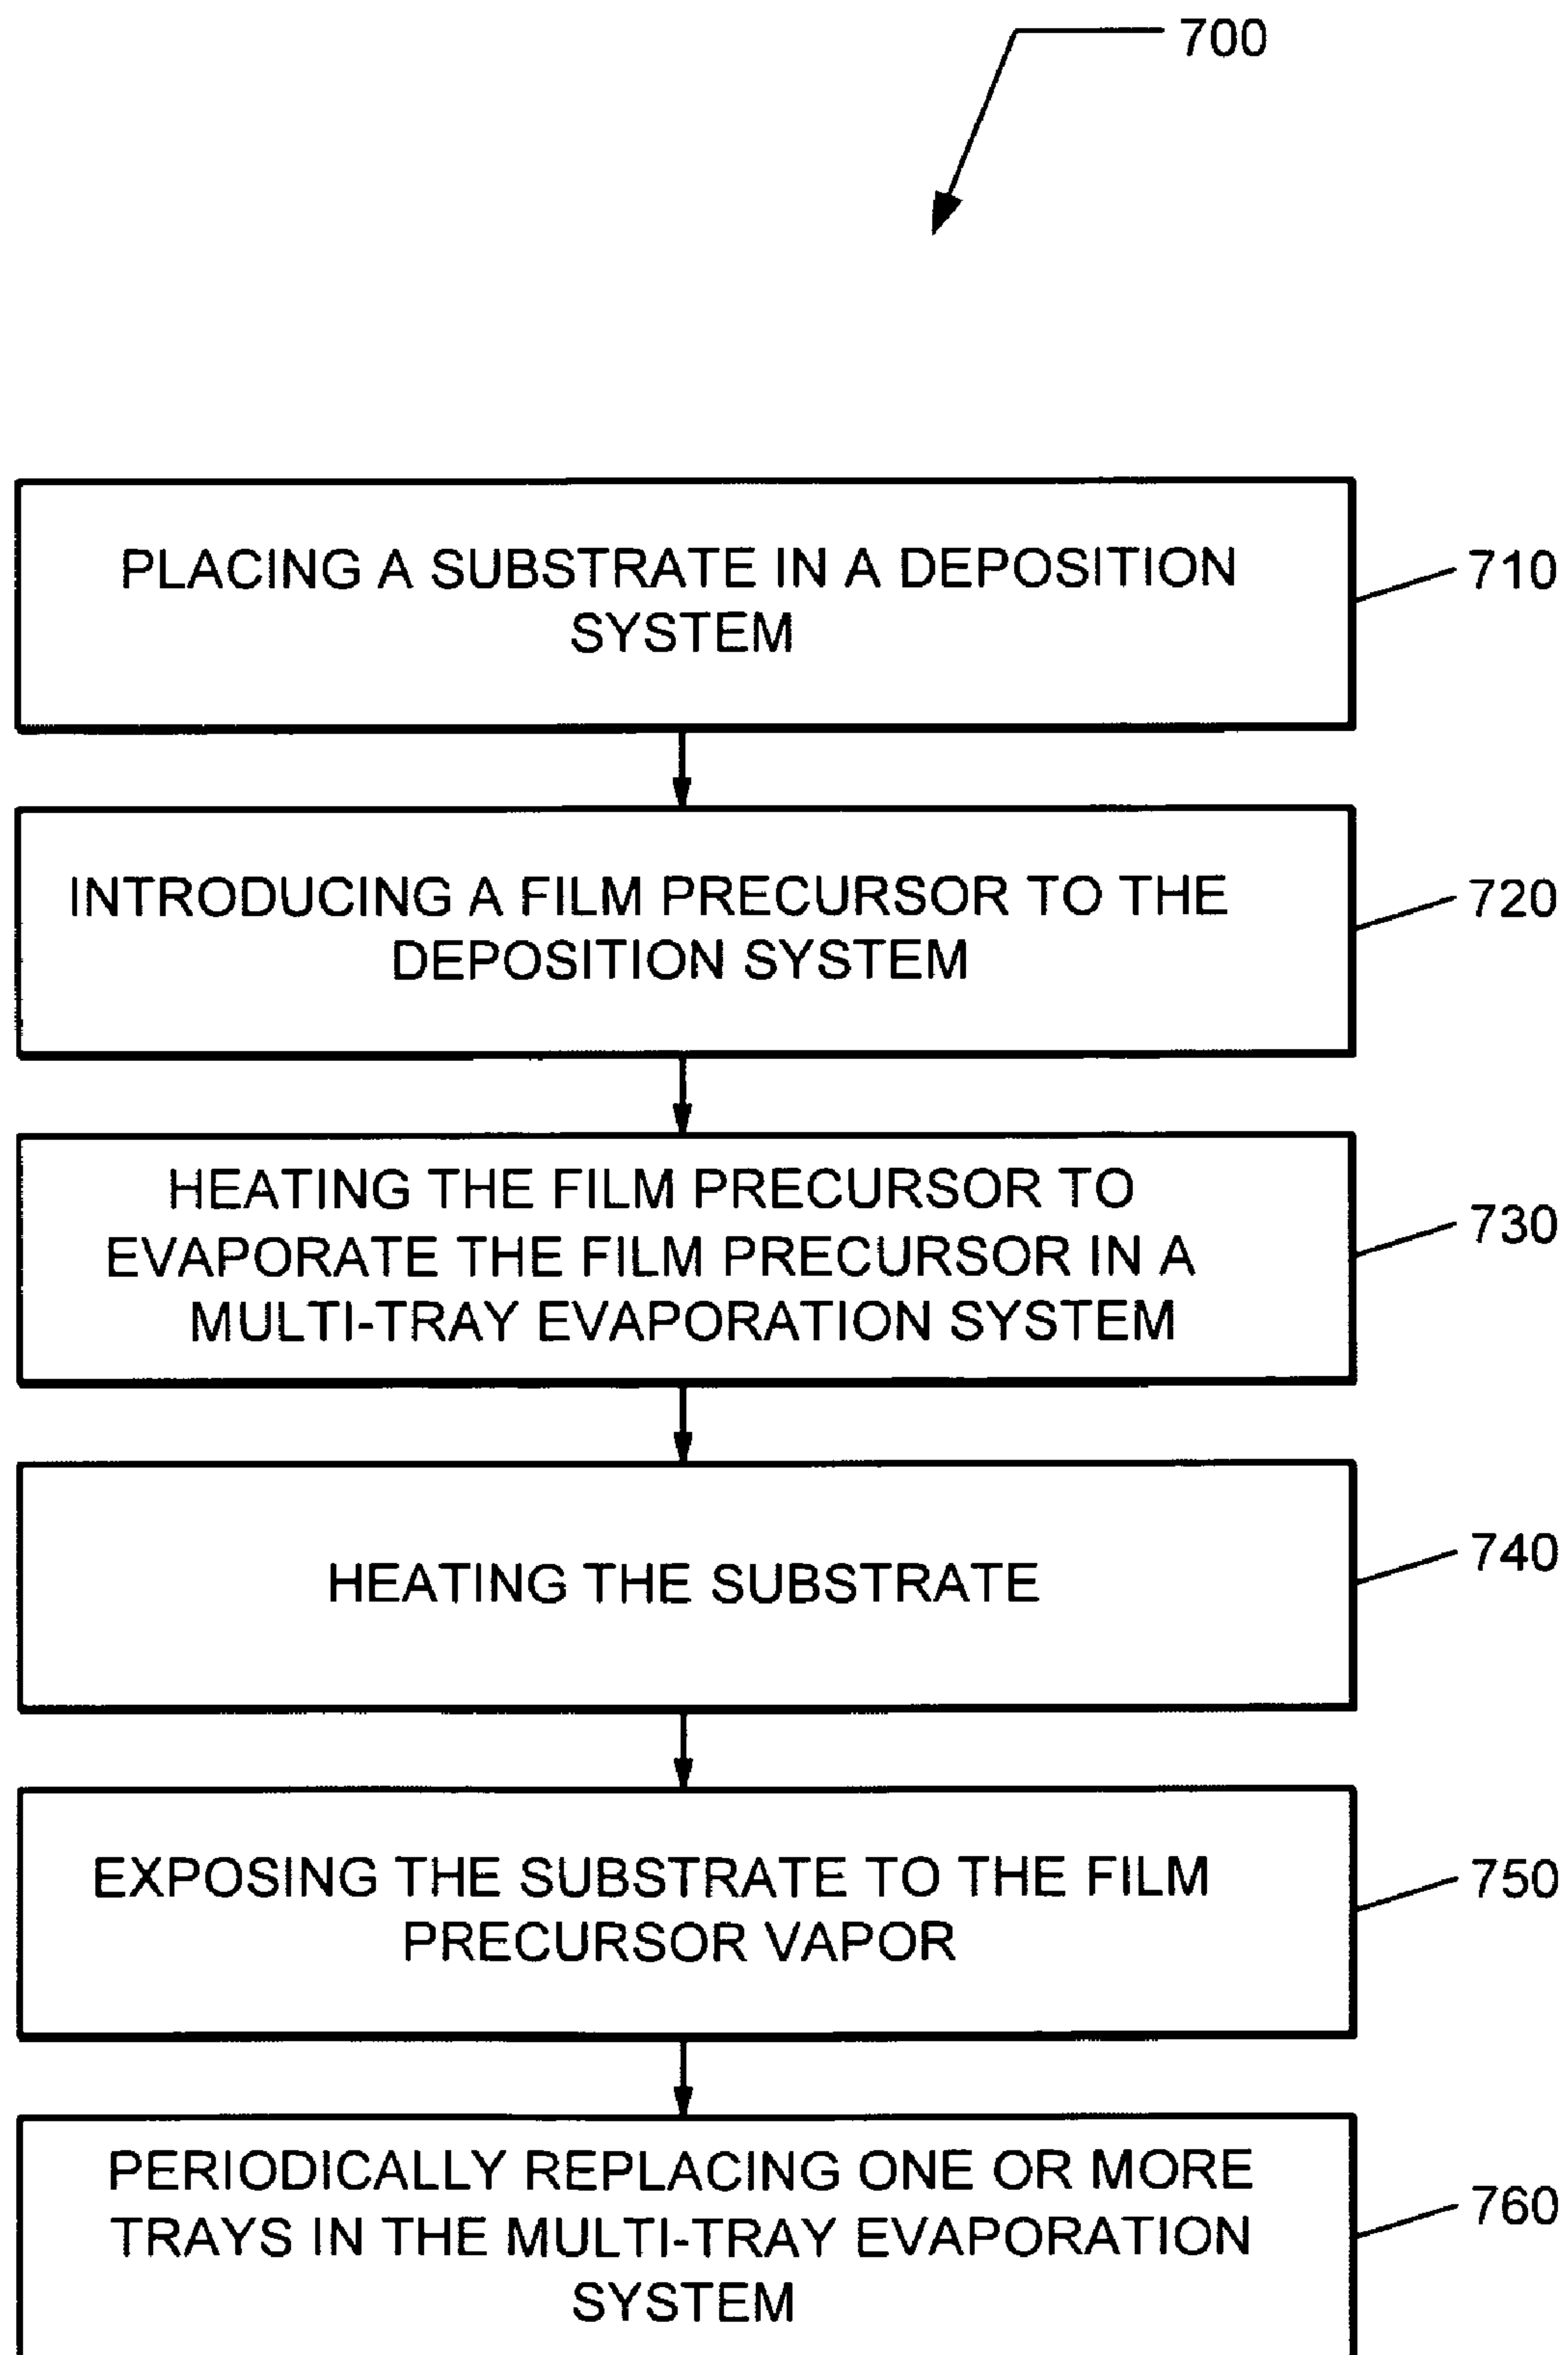 700
PLACING A SUBSTRATE IN A DEPOSITION
SYSTEM
710
INTRODUCING A FILM PRECURSOR TO THE
DEPOSITION SYSTEM
720
HEATING THE FILM PRECURSOR TO
EVAPORATE THE FILM PRECURSOR IN A
MULTI-TRAY EVAPORATION SYSTEM
730
HEATING THE SUBSTRATE
740
EXPOSING THE SUBSTRATE TO THE FILM
PRECURSOR VAPOR
750
PERIODICALLY REPLACING ONE OR MORE
TRAYS IN THE MULTI-TRAY EVAPORATION
SYSTEM
760